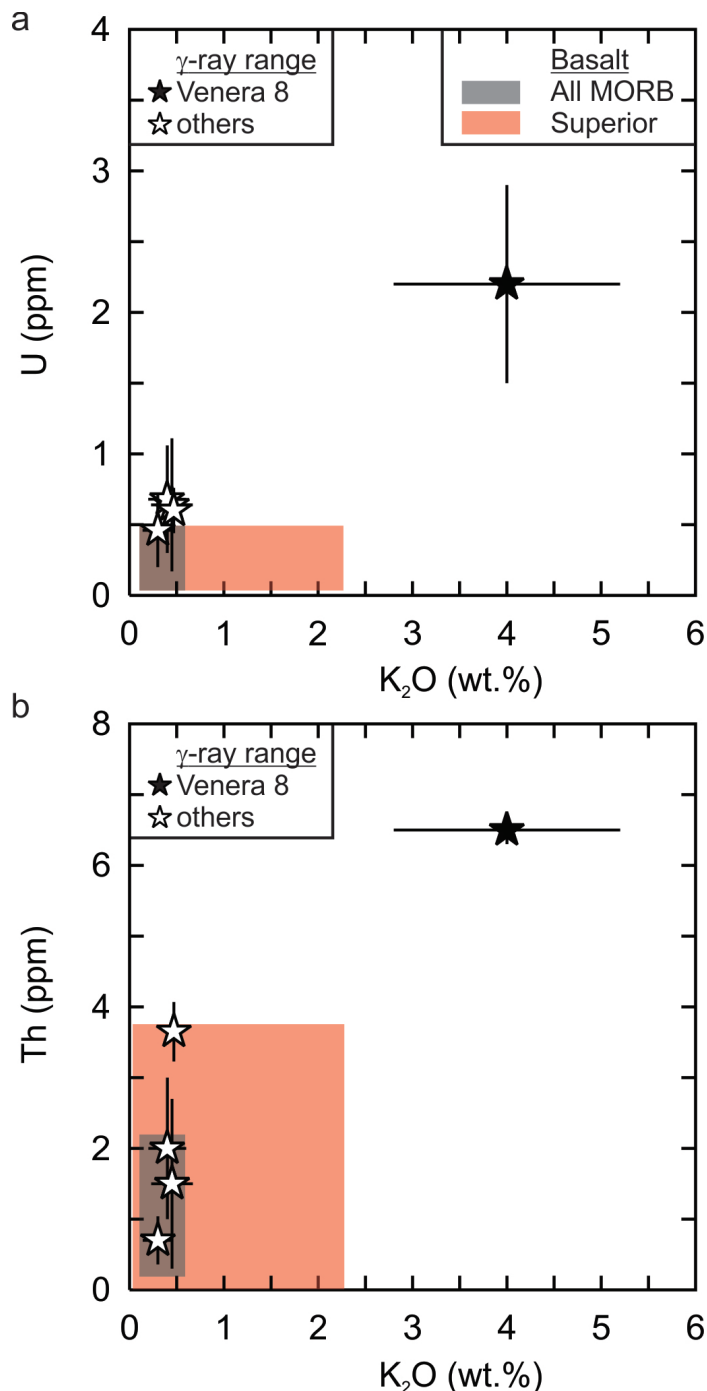 a
γ-ray range
Venera 8
others
Basalt
All MORB
Superior
4
3
2
1
0
U (ppm)
0 1 2 3 4 5 6
K₂O (wt.%)
b
γ-ray range
Venera 8
others
8
6
4
2
0
Th (ppm)
0 1 2 3 4 5 6
K₂O (wt.%)